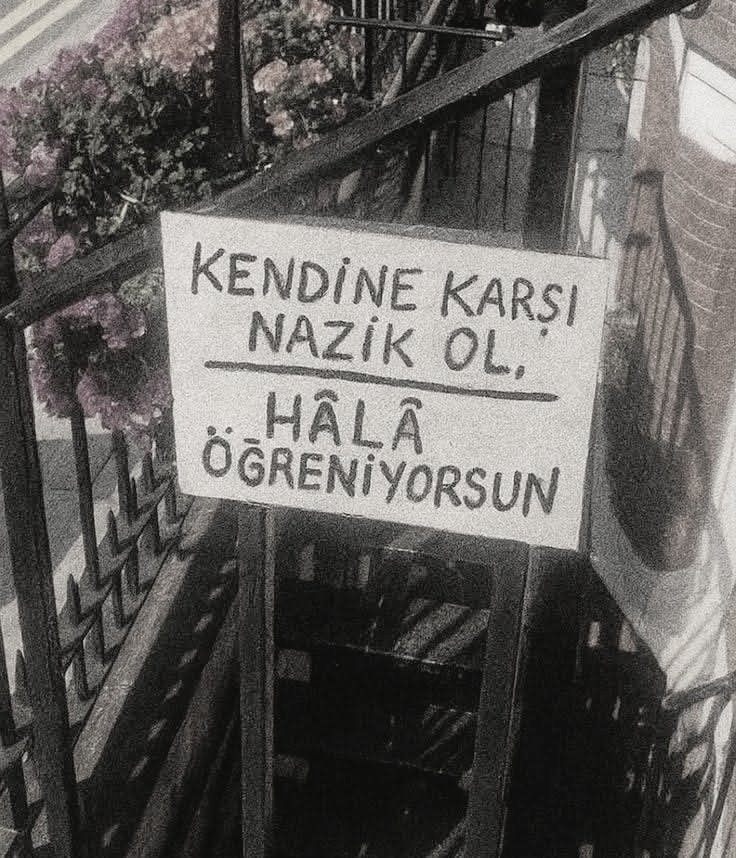 KENDİNE KARŞI
NAZİK OL.
HÂLÂ
ÖĞRENİYORSUN